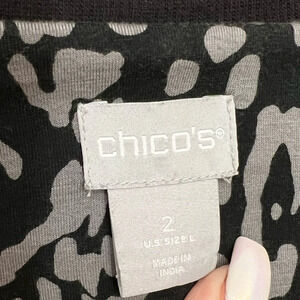 chico's®
2
U.S. SIZE: L
MADE IN
INDIA